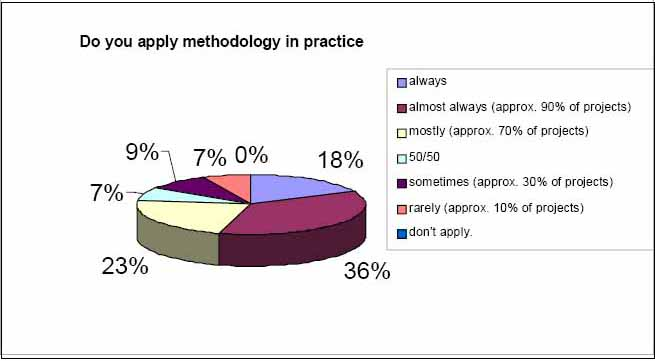 Do you apply methodology in practice
always
almost always (approx. 90% of projects)
mostly (approx. 70% of projects)
50/50
sometimes (approx. 30% of projects)
rarely (approx. 10% of projects)
don't apply.
9%
7%
0%
18%
7%
23%
36%